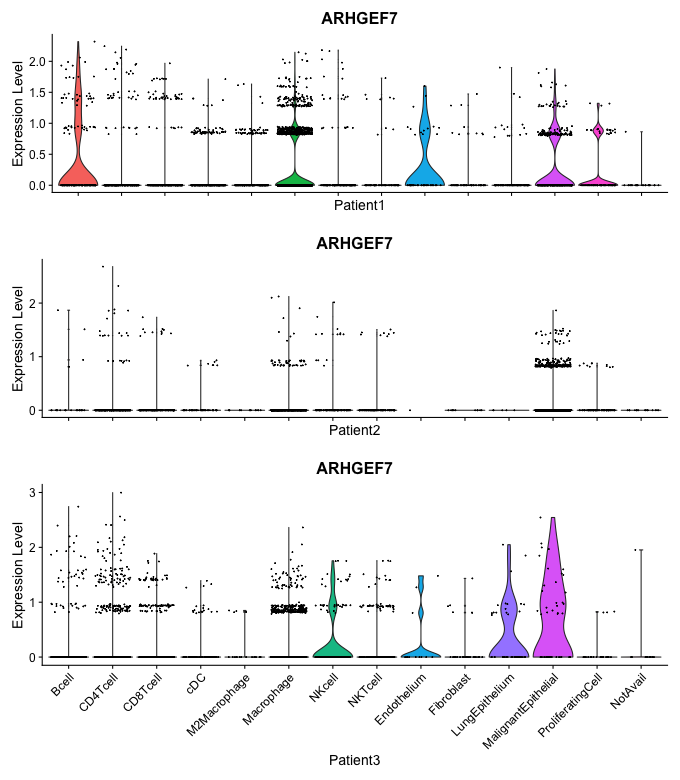 ARHGEF7
Expression Level
2.0
1.5
1.0
0.5
0.0
Patient1
ARHGEF7
Expression Level
2
1
0
Patient2
ARHGEF7
Expression Level
3
2
1
0
Bcell
CD4Tcell
CD8Tcell
cDC
M2Macrophage
Macrophage
NKcell
NKTcell
Endothelium
Fibroblast
LungEpithelium
MalignantEpithelial
ProliferatingCell
NotAvail
Patient3